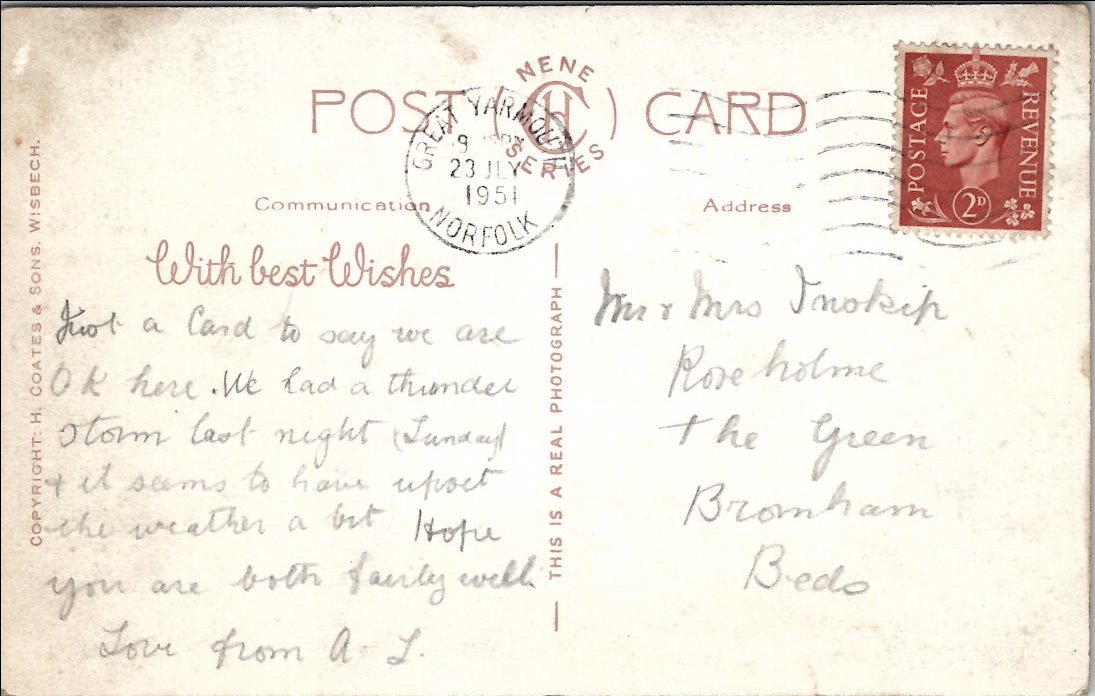 NENE
POST CARD
HC
SERIES
GREAT YARMOUTH
23 JLY
1951
NORFOLK
POSTAGE REVENUE
2D
Communication
Address
With best Wishes
Just a Card to say we are
OK here. We had a thunder
storm last night (Sunday)
+ it seems to have upset
the weather a bit Hope
you are both fairly well.
Love from A. L.
Mr & Mrs Inskip
Rose holme
the Green
Bromham
Beds
THIS IS A REAL PHOTOGRAPH
COPYRIGHT. H. COATES & SONS. WISBECH.